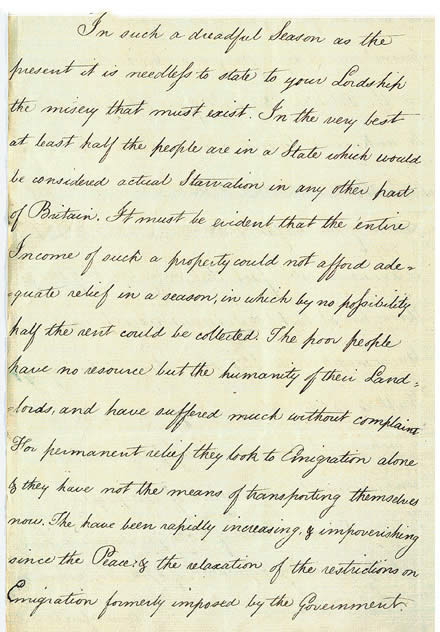 In such a dreadful Season as the
present it is needless to state to your Lordship
the misery that must exist. In the very best
at least half the people are in a State which would
be considered actual Starvation in any other part
of Britain. It must be evident that the entire
Income of such a property could not afford ade=
=quate relief in a season, in which by no possibility
half the rent could be collected. The poor people
have no resource but the humanity of their Land=
=lords, and have suffered much without complaint
For permanent relief they look to Emigration alone
& they have not the means of transporting themselves
now. The have been rapidly increasing, & impoverishing
since the Peace: & the relaxation of the restrictions on
Emigration formerly imposed by the Government.